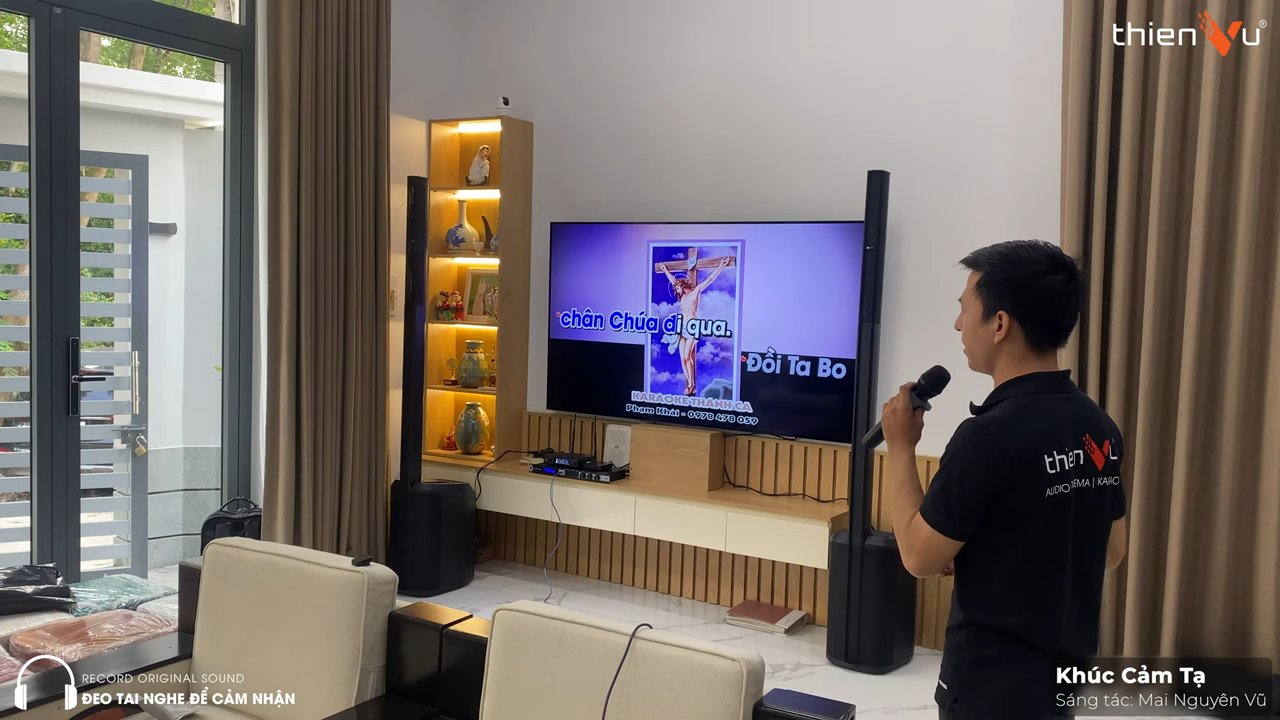 thienVu®
chân Chúa đi qua.
Đồi Ta Bo
KARAOKE THÁNH CA
Phạm Khải - 0978 478 059
thienVu
RECORD ORIGINAL SOUND
ĐEO TAI NGHE ĐỂ CẢM NHẬN
Khúc Cảm Tạ
Sáng tác: Mai Nguyên Vũ